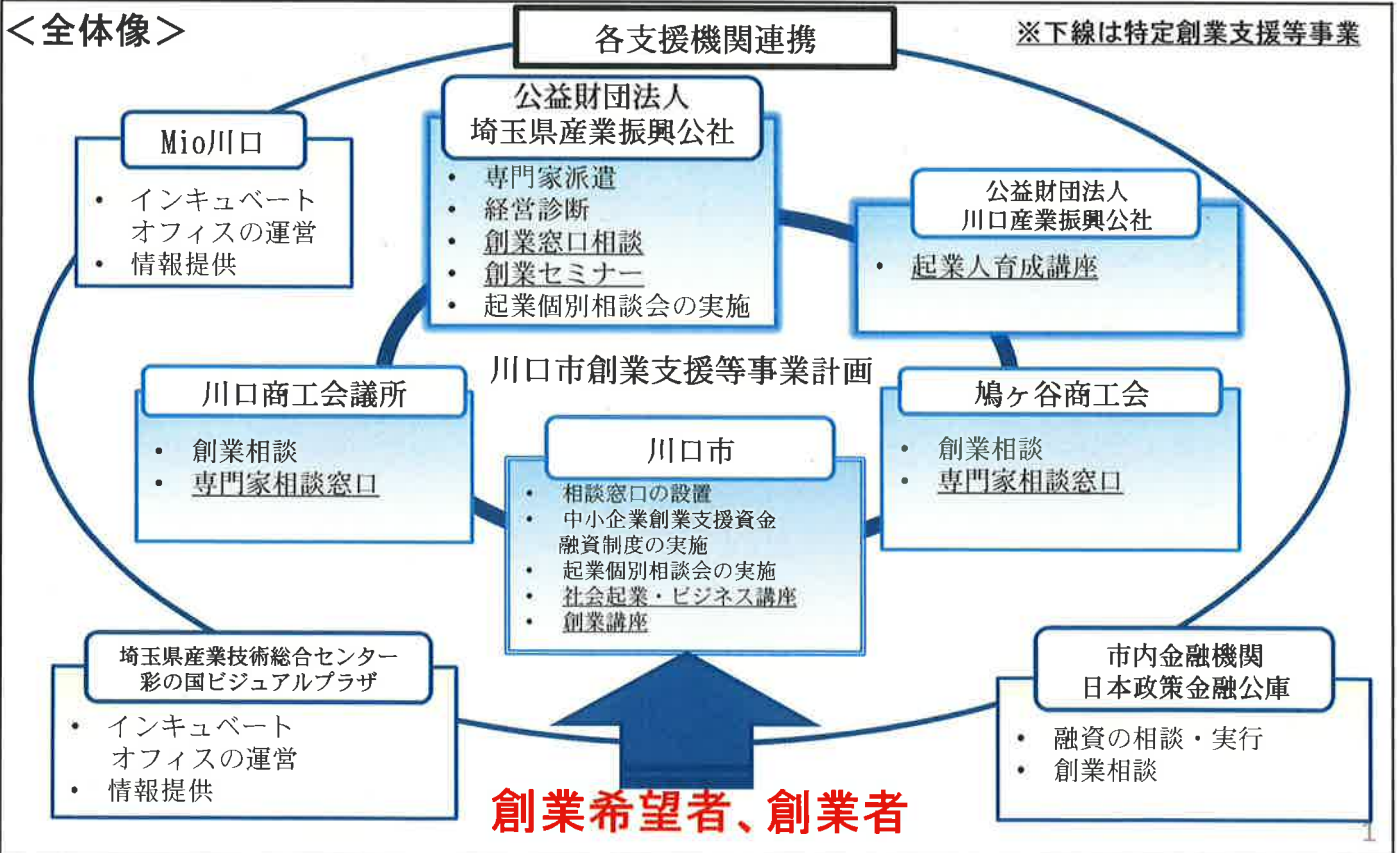 ＜全体像＞
各支援機関連携
※下線は特定創業支援等事業
Mio川口
・ インキュベート
オフィスの運営
・ 情報提供
公益財団法人
埼玉県産業振興公社
・ 専門家派遣
・ 経営診断
・ 創業窓口相談
・ 創業セミナー
・ 起業個別相談会の実施
公益財団法人
川口産業振興公社
・ 起業人育成講座
川口市創業支援等事業計画
川口商工会議所
・ 創業相談
・ 専門家相談窓口
川口市
・ 相談窓口の設置
・ 中小企業創業支援資金
融資制度の実施
・ 起業個別相談会の実施
・ 社会起業・ビジネス講座
・ 創業講座
鳩ヶ谷商工会
・ 創業相談
・ 専門家相談窓口
埼玉県産業技術総合センター
彩の国ビジュアルプラザ
・ インキュベート
オフィスの運営
・ 情報提供
市内金融機関
日本政策金融公庫
・ 融資の相談・実行
・ 創業相談
創業希望者、創業者
1